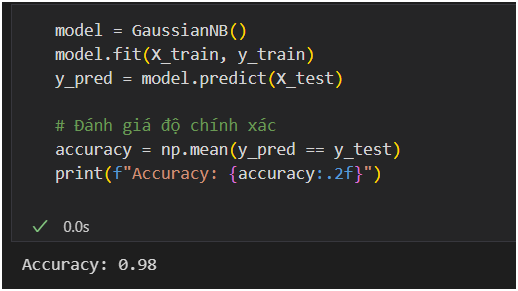 model = GaussianNB()
model.fit(X_train, y_train)
y_pred = model.predict(X_test)
# Đánh giá độ chính xác
accuracy = np.mean(y_pred == y_test)
print(f"Accuracy: {accuracy:.2f}")
0.0s
Accuracy: 0.98